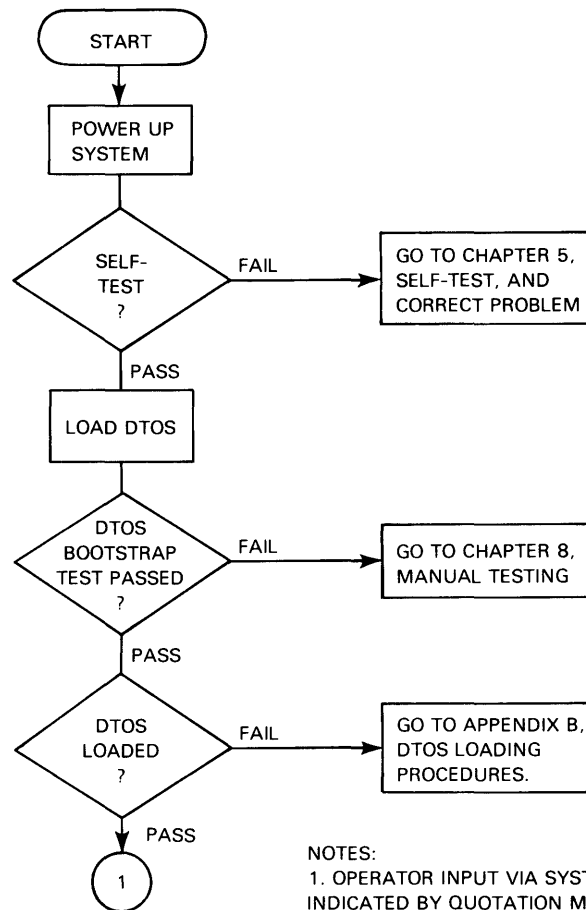 START
POWER UP
SYSTEM
SELF-
TEST
?
FAIL
GO TO CHAPTER 5,
SELF-TEST, AND
CORRECT PROBLEM
PASS
LOAD DTOS
DTOS
BOOTSTRAP
TEST PASSED
?
FAIL
GO TO CHAPTER 8,
MANUAL TESTING
PASS
DTOS
LOADED
?
FAIL
GO TO APPENDIX B,
DTOS LOADING
PROCEDURES.
PASS
1
NOTES:
1. OPERATOR INPUT VIA
INDICATED BY QUOTATION